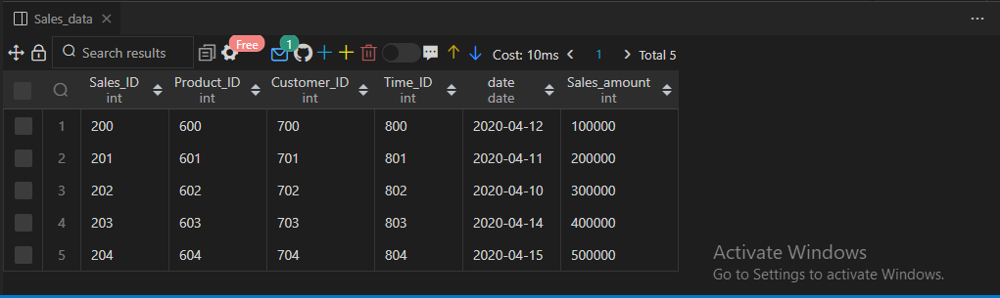 Sales_data
Free
1
Search results
Cost: 10ms
1
Total 5
Sales_ID Product_ID Customer_ID Time_ID date Sales_amount
int int int int date int
1 200 600 700 800 2020-04-12 100000
2 201 601 701 801 2020-04-11 200000
3 202 602 702 802 2020-04-10 300000
4 203 603 703 803 2020-04-14 400000
5 204 604 704 804 2020-04-15 500000
Activate Windows
Go to Settings to activate Windows.